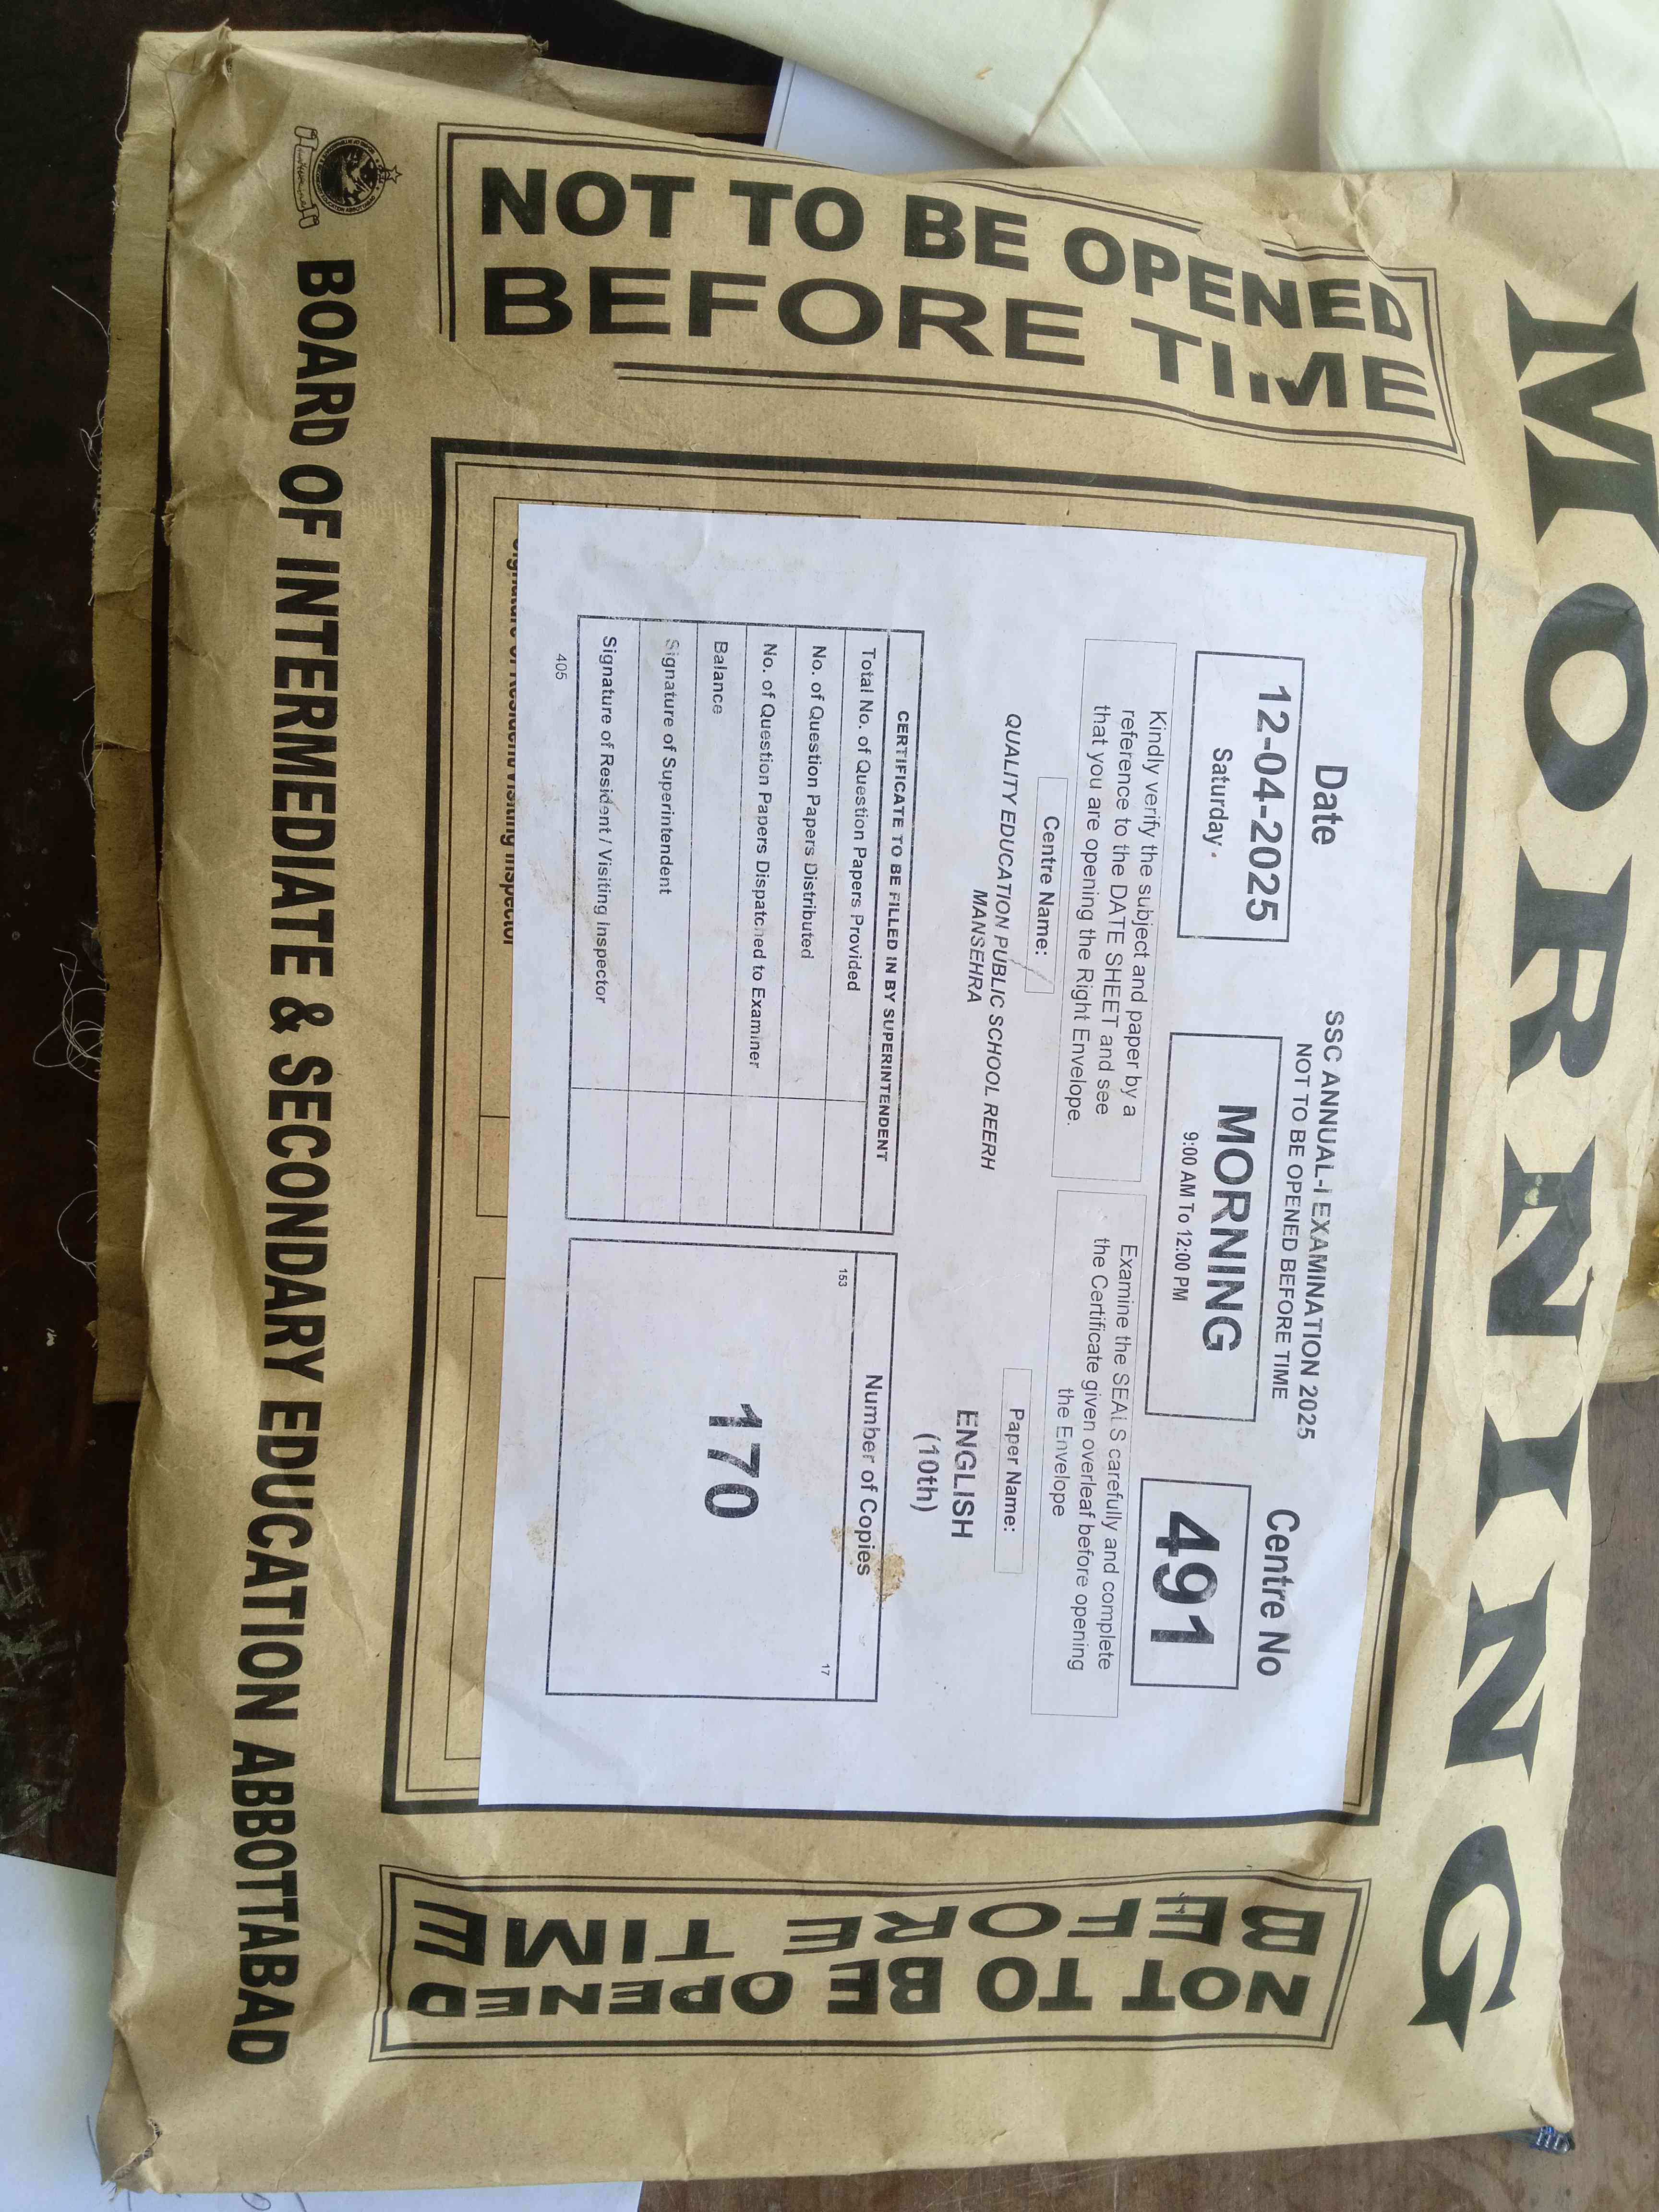 MORNING
NOT TO BE OPENED
BEFORE TIME
SSC ANNUAL-I EXAMINATION 2025
NOT TO BE OPENED BEFORE TIME
Date
12-04-2025
Saturday
MORNING
9:00 AM To 12:00 PM
Centre No
491
Kindly verify the subject and paper by a
reference to the DATE SHEET and see
that you are opening the Right Envelope.
Examine the SEALS carefully and complete
the Certificate given overleaf before opening
the Envelope
Centre Name:
QUALITY EDUCATION PUBLIC SCHOOL REERH
MANSEHRA
Paper Name:
ENGLISH
(10th)
CERTIFICATE TO BE FILLED IN BY SUPERINTENDENT
Total No. of Question Papers Provided
No. of Question Papers Distributed
No. of Question Papers Dispatched to Examiner
Balance
Signature of Superintendent
Signature of Resident / Visiting Inspector
405
Number of Copies
153
170
17
Signature of Resident/Visiting Inspector
NOT TO BE OPENED
BEFORE TIME
BOARD OF INTERMEDIATE & SECONDARY EDUCATION ABBOTTABAD